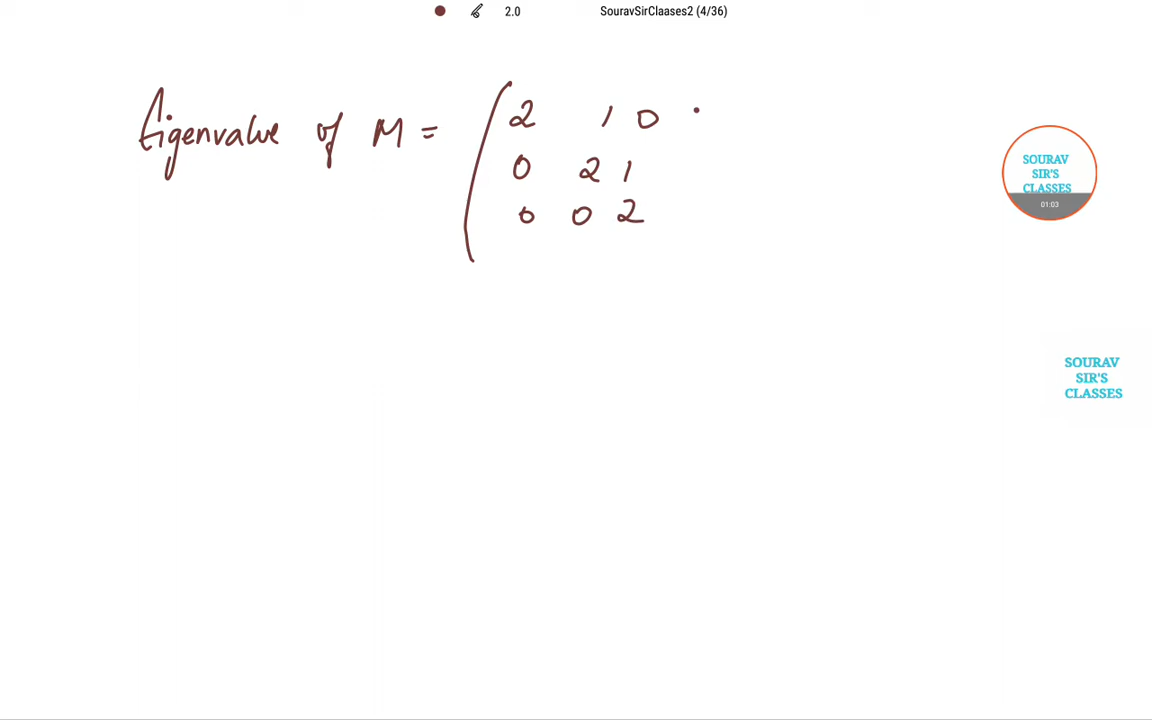 2.0 SouravSirClaases2 (4/36)
Eigenvalue of M = ( 2 1 0
0 2 1
0 0 2
SOURAV
SIR'S
CLASSES
01:03
SOURAV
SIR'S
CLASSES